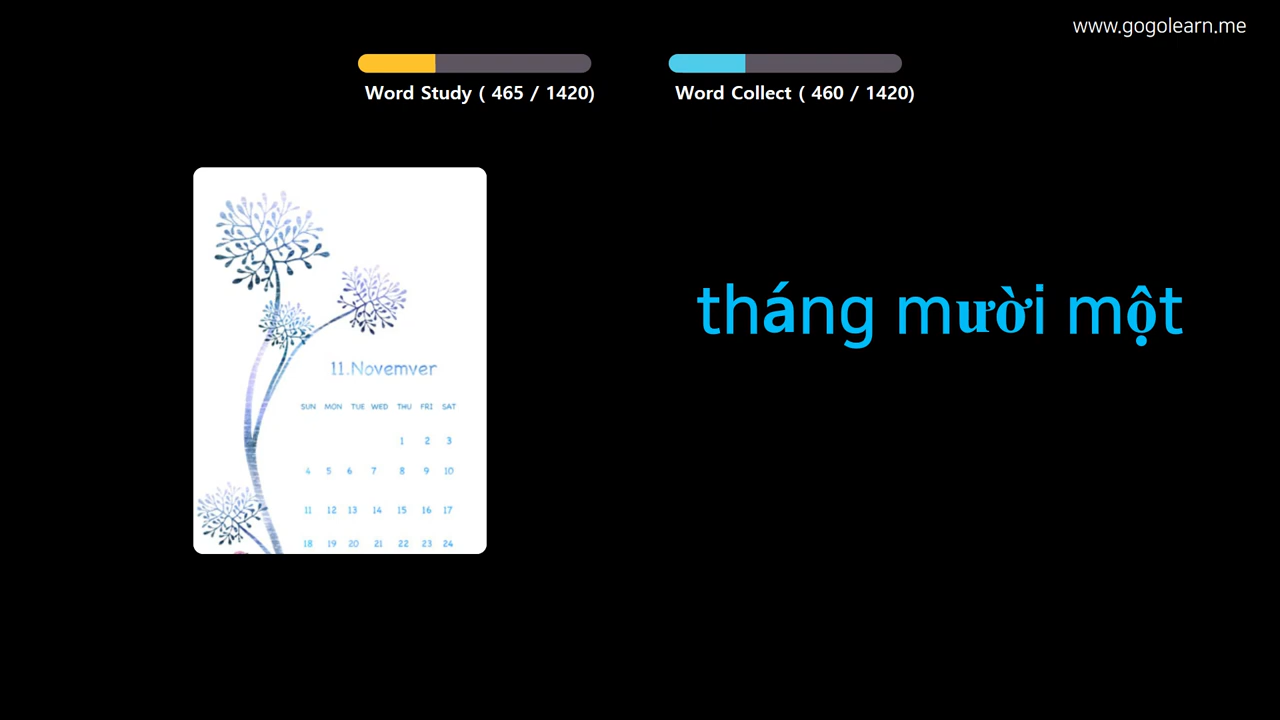 www.gogolearn.me
Word Study ( 465 / 1420)
Word Collect ( 460 / 1420)
tháng mười một
11.Novemver
SUN MON TUE WED THU FRI SAT
1 2 3
4 5 6 7 8 9 10
11 12 13 14 15 16 17
18 19 20 21 22 23 24